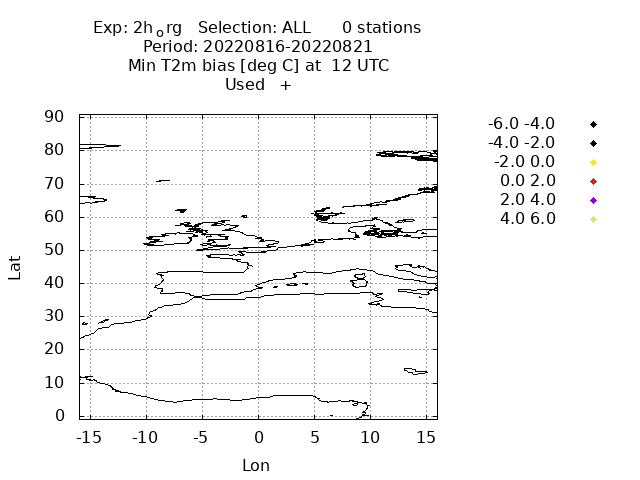 Exp: 2horg   Selection: ALL      0 stations
Period: 20220816-20220821
Min T2m bias [deg C] at  12 UTC
Used   +
-6.0 -4.0
-4.0 -2.0
-2.0 0.0
0.0 2.0
2.0 4.0
4.0 6.0
90
80
70
60
50
40
30
20
10
0
Lat
-15 -10 -5 0 5 10 15
Lon